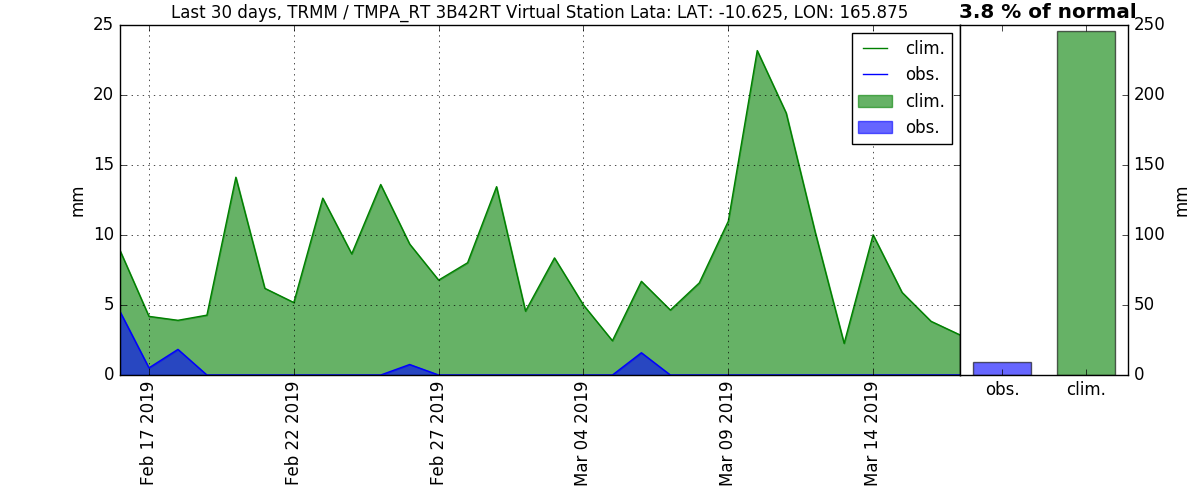 Last 30 days, TRMM / TMPA_RT 3B42RT Virtual Station Lata: LAT: -10.625, LON: 165.875
3.8 % of normal
25
20
15
10
5
0
mm
clim.
obs.
clim.
obs.
Feb 17 2019
Feb 22 2019
Feb 27 2019
Mar 04 2019
Mar 09 2019
Mar 14 2019
250
200
150
100
50
0
mm
obs.
clim.